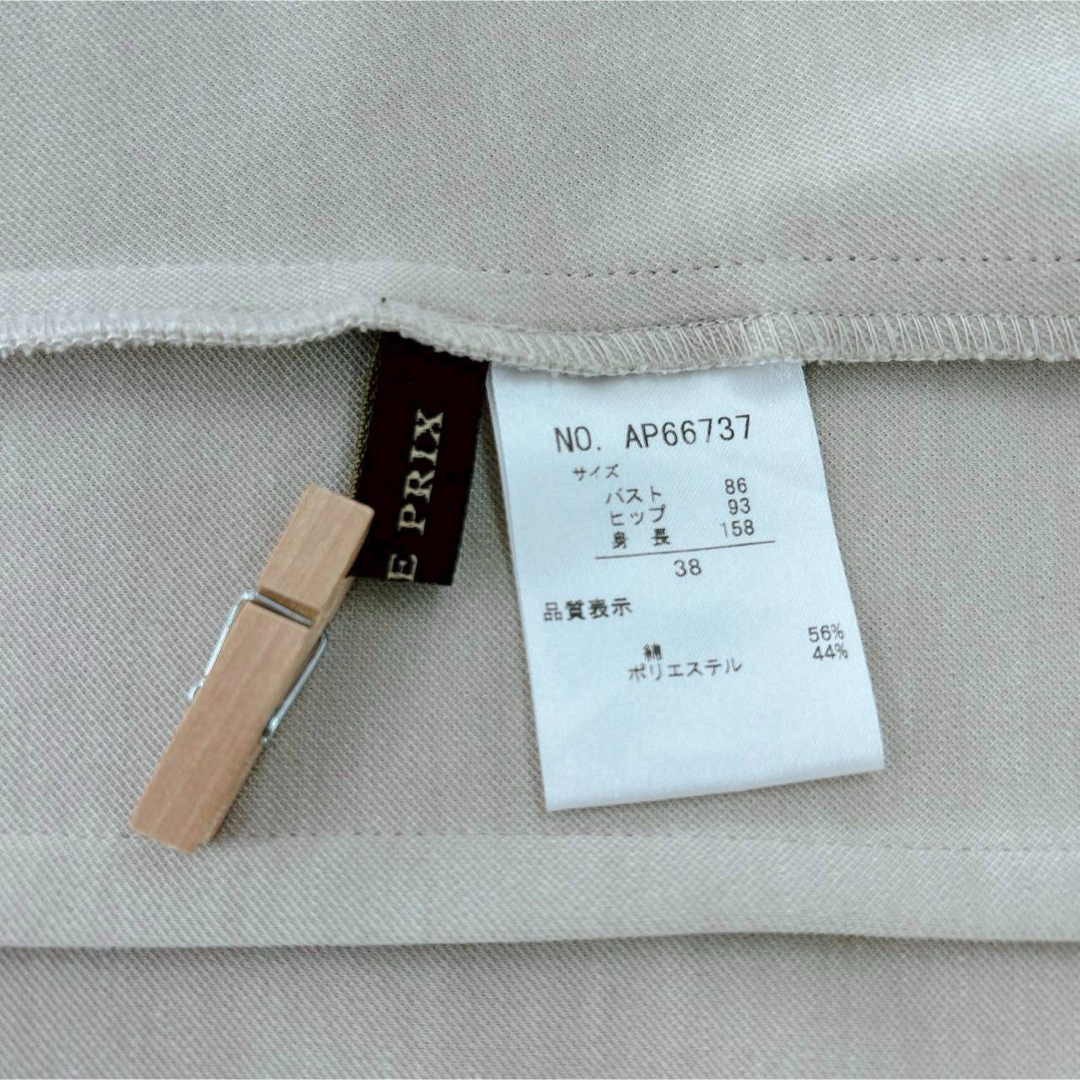 E PRIX
NO. AP66737
サイズ
バスト 86
ヒップ 93
身長 158
38
品質表示
綿 56%
ポリエステル 44%